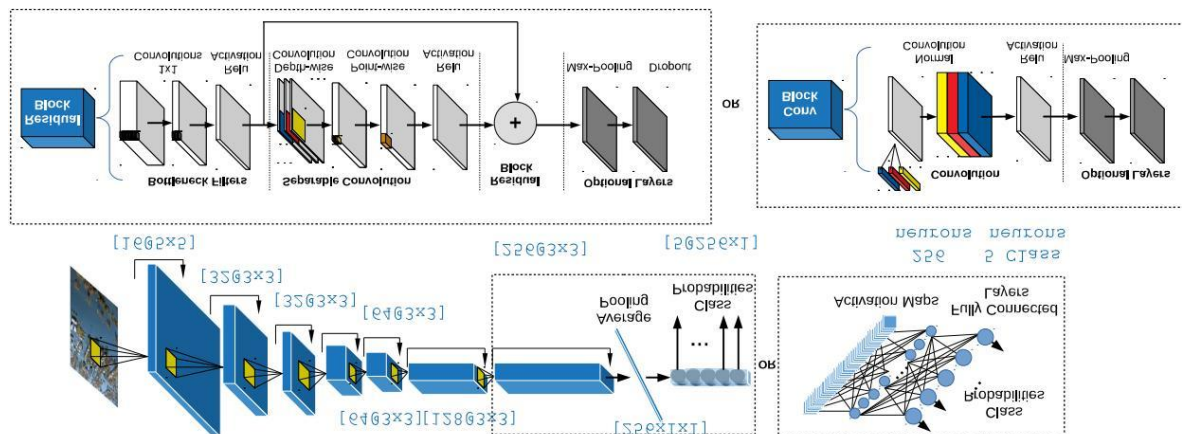 [64@3x3][128@3x3]
[256x1x1]
Class
Probabilities
...
OR
...
Average
Pooling
...
Class
Probabilities
Fully Connected
Layers
Activation Maps
[64@3x3]
[32@3x3]
[32@3x3]
[16@5x5]
[256@3x3]
[5@256x1]
256
neurons
5 Class
neurons
Bottleneck Filters
Separable Convolution
Residual
Block
Optional Layers
Residual
Block
+
1x1
Convolutions
Relu
Activation
Depth-wise
Convolution
Point-wise
Convolution
Relu
Activation
Max-Pooling
Dropout
OR
Convolution
Optional Layers
Conv
Block
Normal
Convolution
Relu
Activation
Max-Pooling